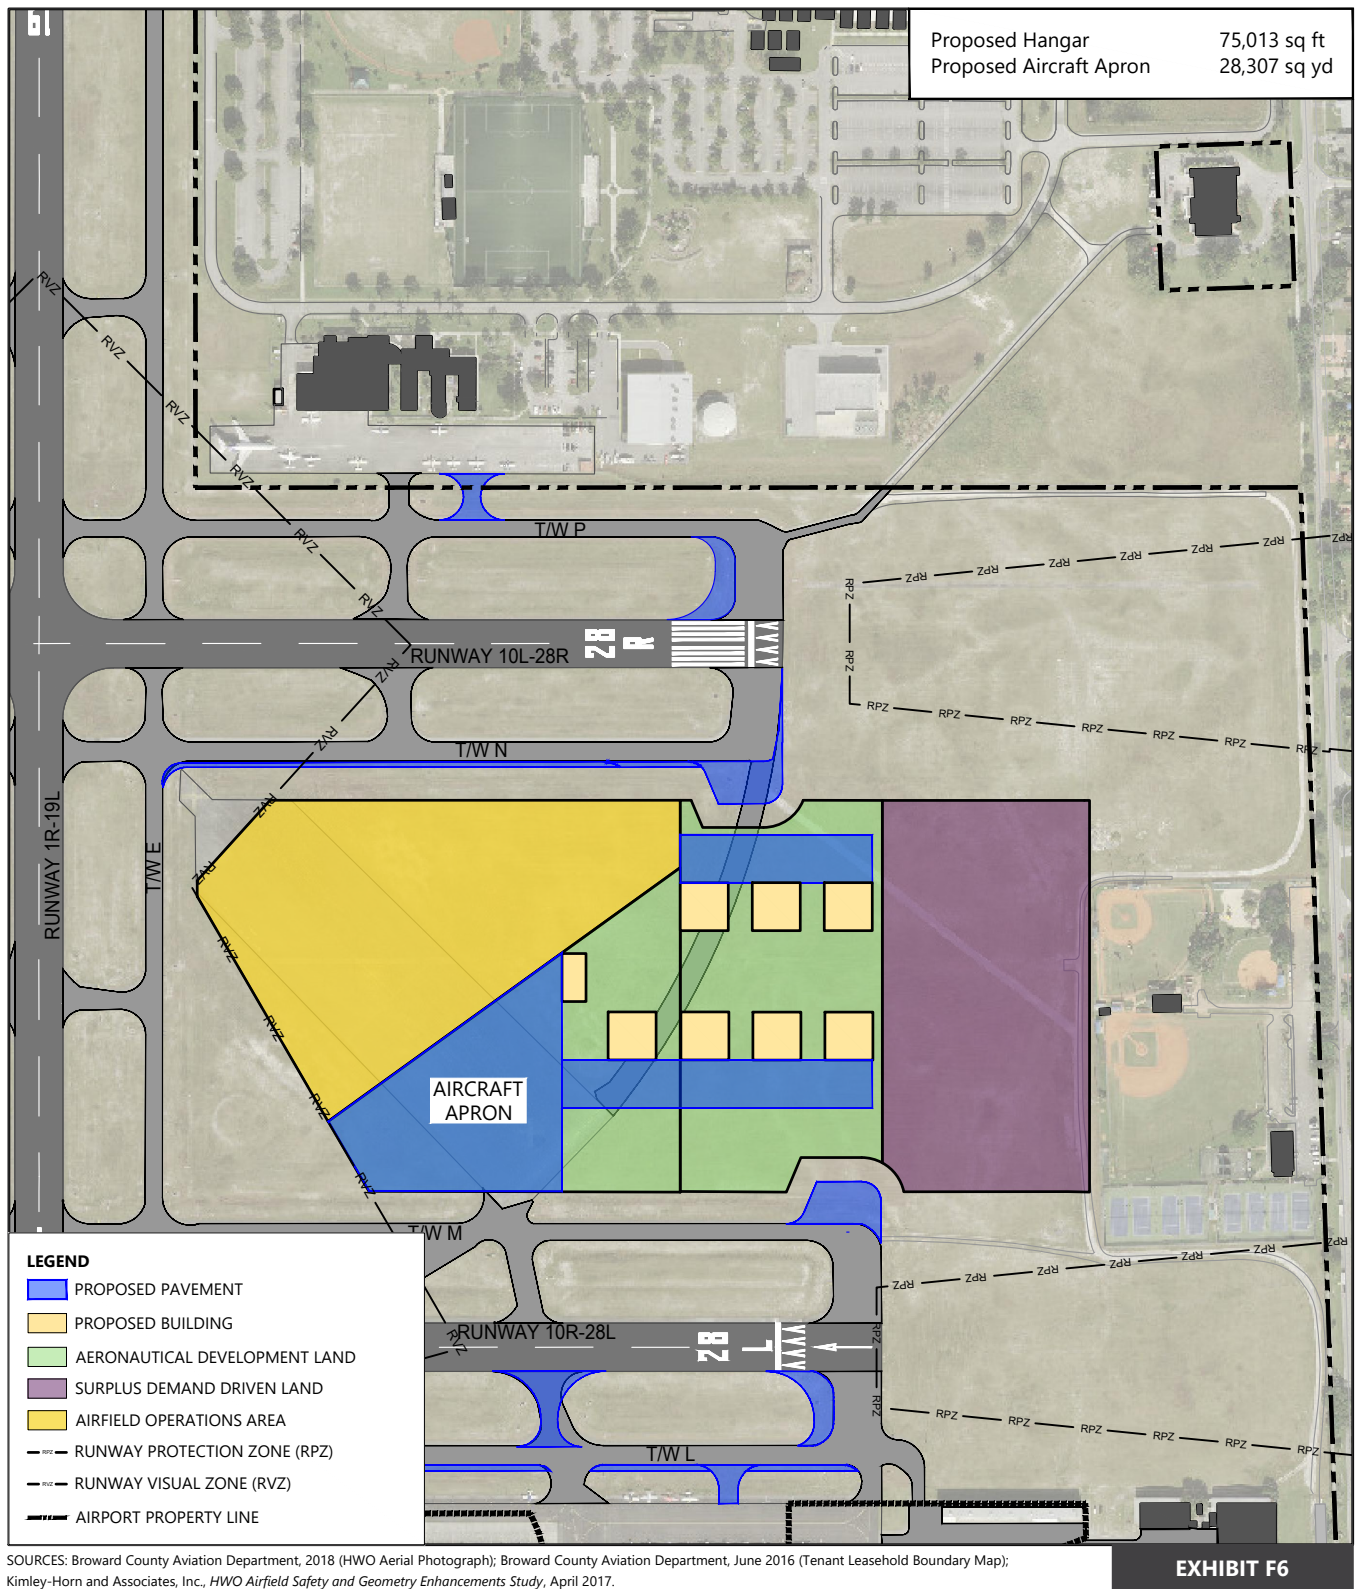 Proposed Hangar 75,013 sq ft
Proposed Aircraft Apron 28,307 sq yd
19
RVZ
RVZ
RVZ
RVZ
RVZ
RVZ
T/W P
RPZ
RPZ
RPZ
RPZ
RPZ
RPZ
RPZ
RPZ
RPZ
28
R
RUNWAY 10L-28R
RVZ
RPZ
RPZ
RPZ
RPZ
RPZ
RPZ
RPZ
RVZ
T/W N
RVZ
RUNWAY 1R-19L
T/W E
RVZ
RVZ
RVZ
AIRCRAFT
APRON
RVZ
RVZ
T/W M
RPZ
RPZ
RPZ
RPZ
RPZ
RPZ
RPZ
RUNWAY 10R-28L
28
L
RVZ
RPZ
RPZ
RPZ
RPZ
RPZ
RPZ
RPZ
RPZ
T/W L
LEGEND
PROPOSED PAVEMENT
PROPOSED BUILDING
AERONAUTICAL DEVELOPMENT LAND
SURPLUS DEMAND DRIVEN LAND
AIRFIELD OPERATIONS AREA
RPZ RUNWAY PROTECTION ZONE (RPZ)
RVZ RUNWAY VISUAL ZONE (RVZ)
AIRPORT PROPERTY LINE
SOURCES: Broward County Aviation Department, 2018 (HWO Aerial Photograph); Broward County Aviation Department, June 2016 (Tenant Leasehold Boundary Map);
Kimley-Horn and Associates, Inc., HWO Airfield Safety and Geometry Enhancements Study, April 2017.
EXHIBIT F6